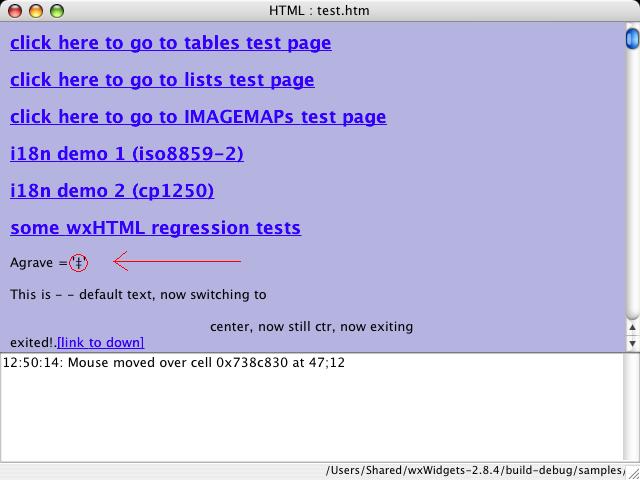 HTML : test.htm
click here to go to tables test page
click here to go to lists test page
click here to go to IMAGEMAPs test page
i18n demo 1 (iso8859-2)
i18n demo 2 (cp1250)
some wxHTML regression tests
Agrave = '‡'
This is - - default text, now switching to
center, now still ctr, now exiting
exited!.[link to down]
12:50:14: Mouse moved over cell 0x738c830 at 47;12
/Users/Shared/wxWidgets-2.8.4/build-debug/samples/